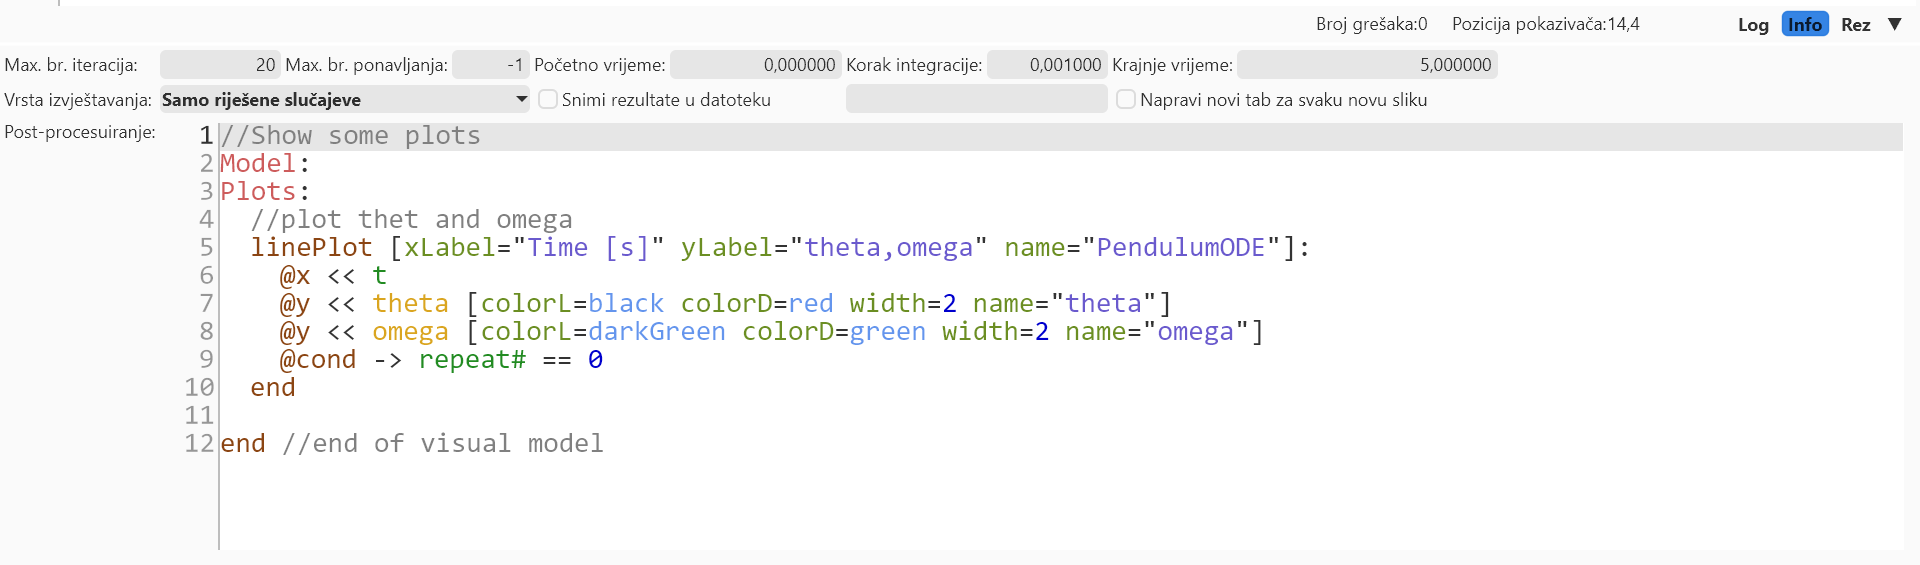 Broj grešaka:0 Pozicija pokazivača:14,4 Log Info Rez ▼
Max. br. iteracija: 20 Max. br. ponavljanja: -1 Početno vrijeme: 0,000000 Korak integracije: 0,001000 Krajnje vrijeme: 5,000000
Vrsta izvještavanja: Samo riješene slučajeve Snimi rezultate u datoteku Napravi novi tab za svaku novu sliku
Post-procesuiranje:
1 //Show some plots
2 Model:
3 Plots:
4   //plot thet and omega
5   linePlot [xLabel="Time [s]" yLabel="theta,omega" name="PendulumODE"]:
6     @x << t
7     @y << theta [colorL=black colorD=red width=2 name="theta"]
8     @y << omega [colorL=darkGreen colorD=green width=2 name="omega"]
9     @cond -> repeat# == 0
10   end
11
12 end //end of visual model